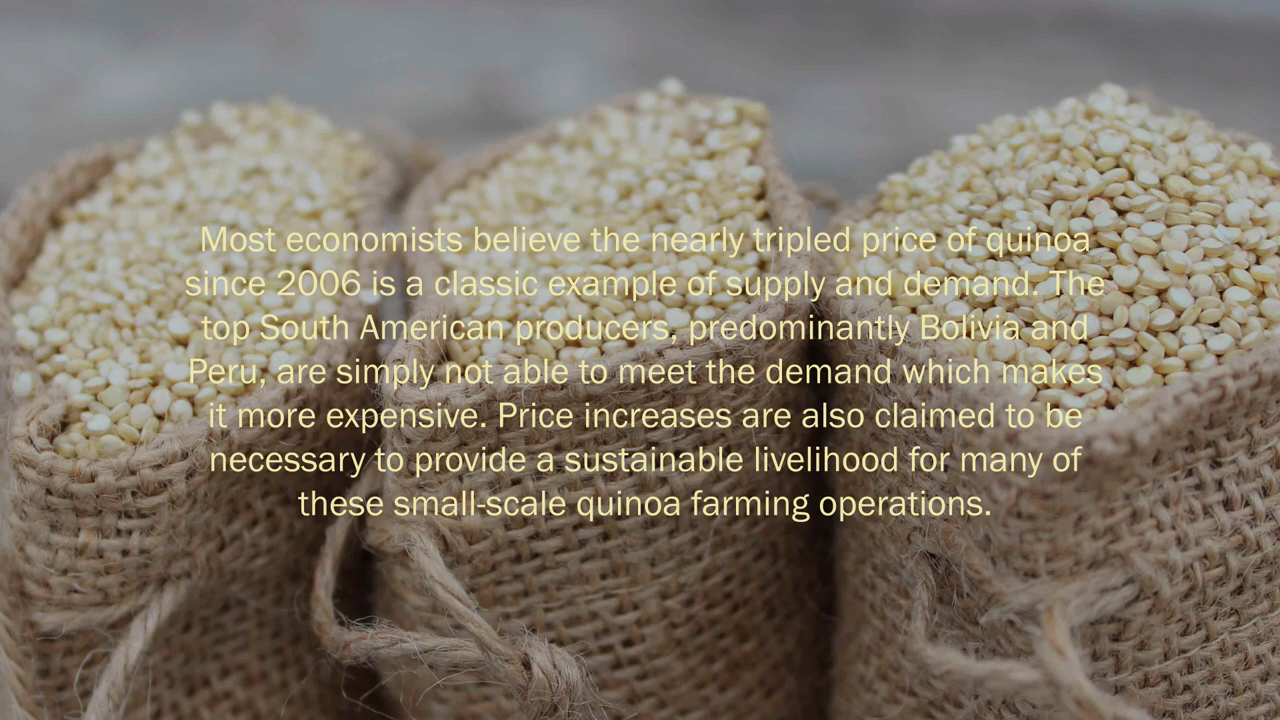 Most economists believe the nearly tripled price of quinoa
since 2006 is a classic example of supply and demand. The
top South American producers, predominantly Bolivia and
Peru, are simply not able to meet the demand which makes
it more expensive. Price increases are also claimed to be
necessary to provide a sustainable livelihood for many of
these small-scale quinoa farming operations.